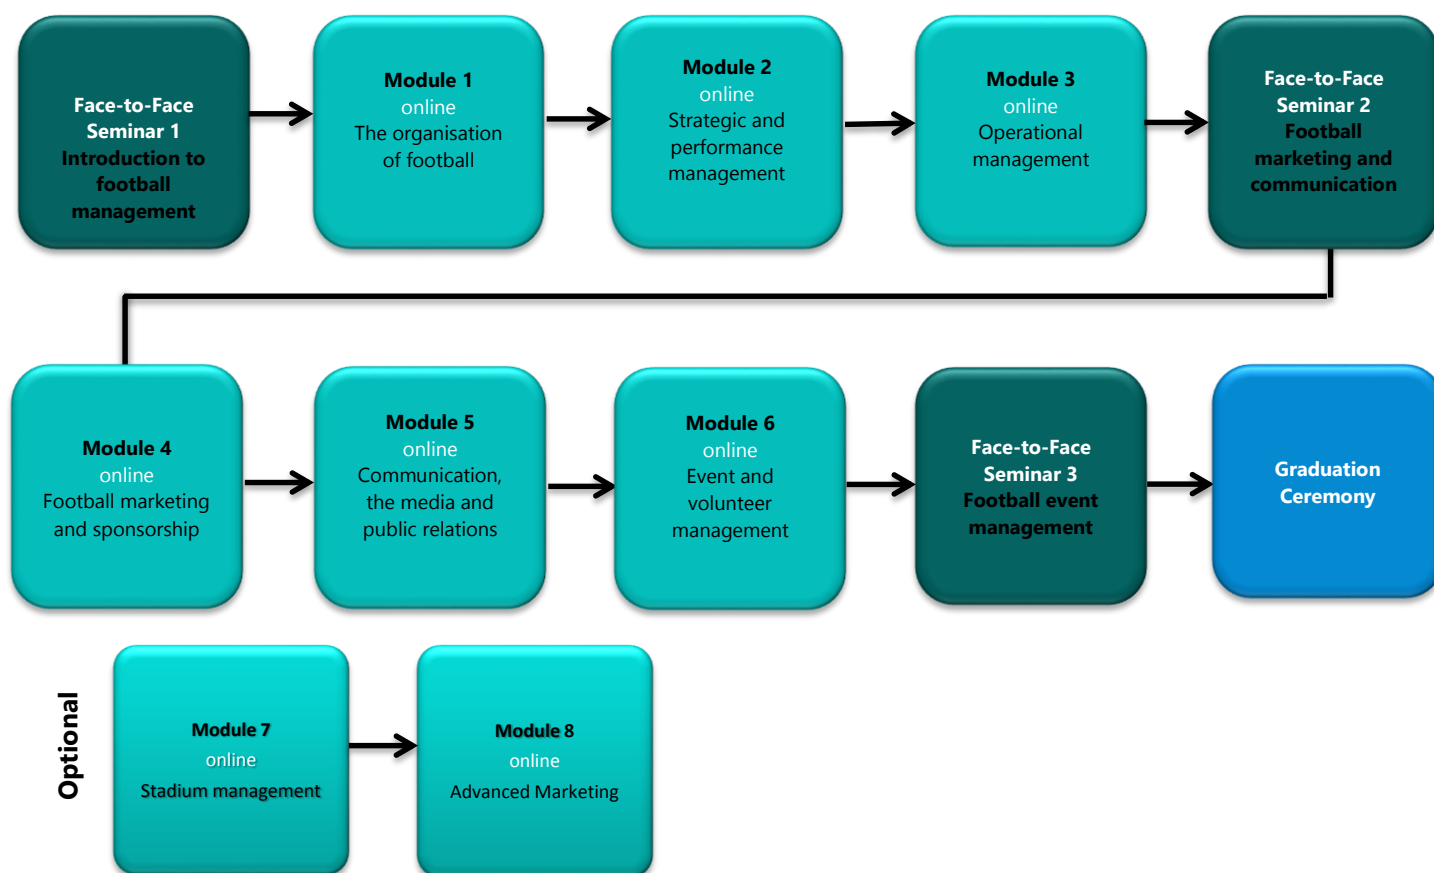 Face-to-Face
Seminar 1
Introduction to
football
management
Module 1
online
The organisation
of football
Module 2
online
Strategic and
performance
management
Module 3
online
Operational
management
Face-to-Face
Seminar 2
Football
marketing and
communication
Module 4
online
Football marketing
and sponsorship
Module 5
online
Communication,
the media and
public relations
Module 6
online
Event and
volunteer
management
Face-to-Face
Seminar 3
Football event
management
Graduation
Ceremony
Optional
Module 7
online
Stadium management
Module 8
online
Advanced Marketing